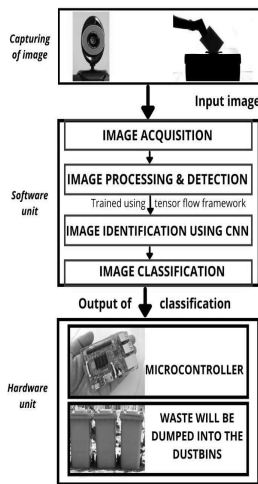 Capturing
of image
Input image
IMAGE ACQUISITION
IMAGE PROCESSING & DETECTION
Trained using tensor flow framework
Software
unit
IMAGE IDENTIFICATION USING CNN
IMAGE CLASSIFICATION
Output of classification
Hardware
unit
MICROCONTROLLER
WASTE WILL BE
DUMPED INTO THE
DUSTBINS